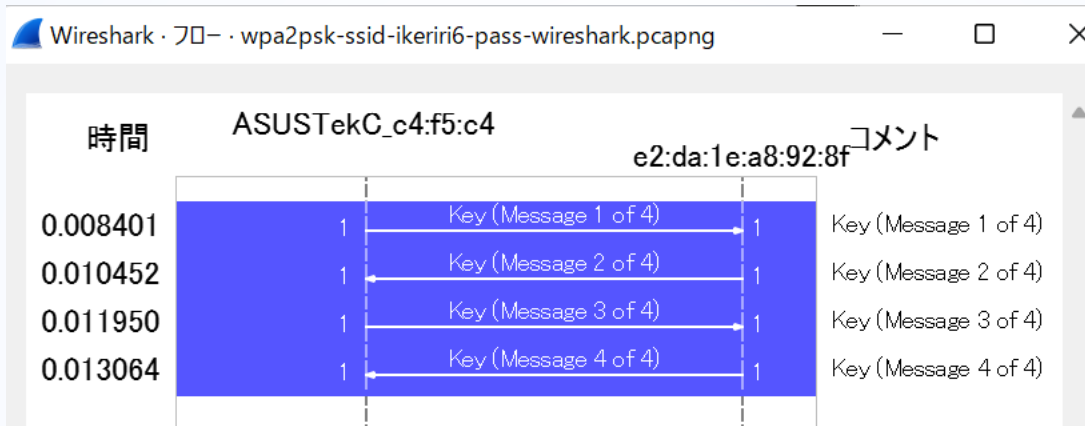 Wireshark · フロー · wpa2psk-ssid-ikeriri6-pass-wireshark.pcapng
時間 ASUSTekC_c4:f5:c4 e2:da:1e:a8:92:8f コメント
0.008401 1 Key (Message 1 of 4) 1 Key (Message 1 of 4)
0.010452 1 Key (Message 2 of 4) 1 Key (Message 2 of 4)
0.011950 1 Key (Message 3 of 4) 1 Key (Message 3 of 4)
0.013064 1 Key (Message 4 of 4) 1 Key (Message 4 of 4)